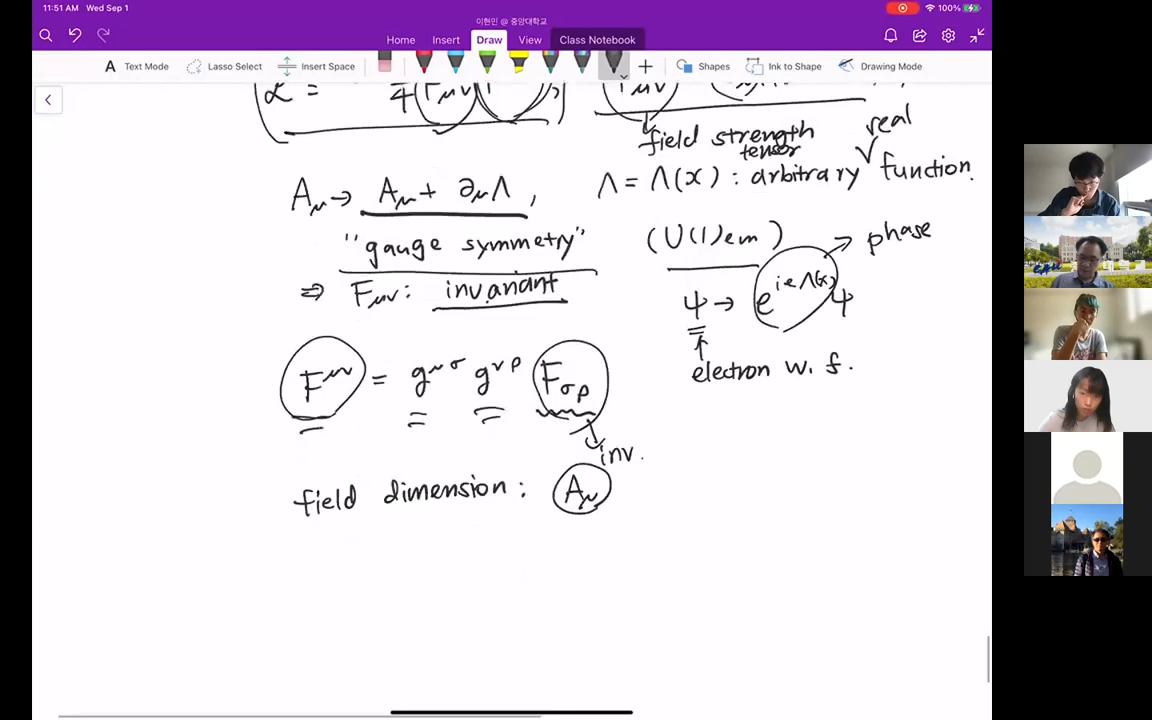 11:51 AM Wed Sep 1
100%
이현민 @ 중앙대학교
Home Insert Draw View Class Notebook
Text Mode Lasso Select Insert Space Shapes Ink to Shape Drawing Mode
field strength tensor
A_μ → A_μ + ∂_μ Λ , Λ = Λ(x) : arbitrary real function.
"gauge symmetry" (U(1)em) → phase
⇒ F_μν : invariant ψ → e^{ieΛ(x)} ψ
electron w. f.
F^{μν} = g^{μσ} g^{νρ} F_{σρ}
inv.
field dimension : A_μ